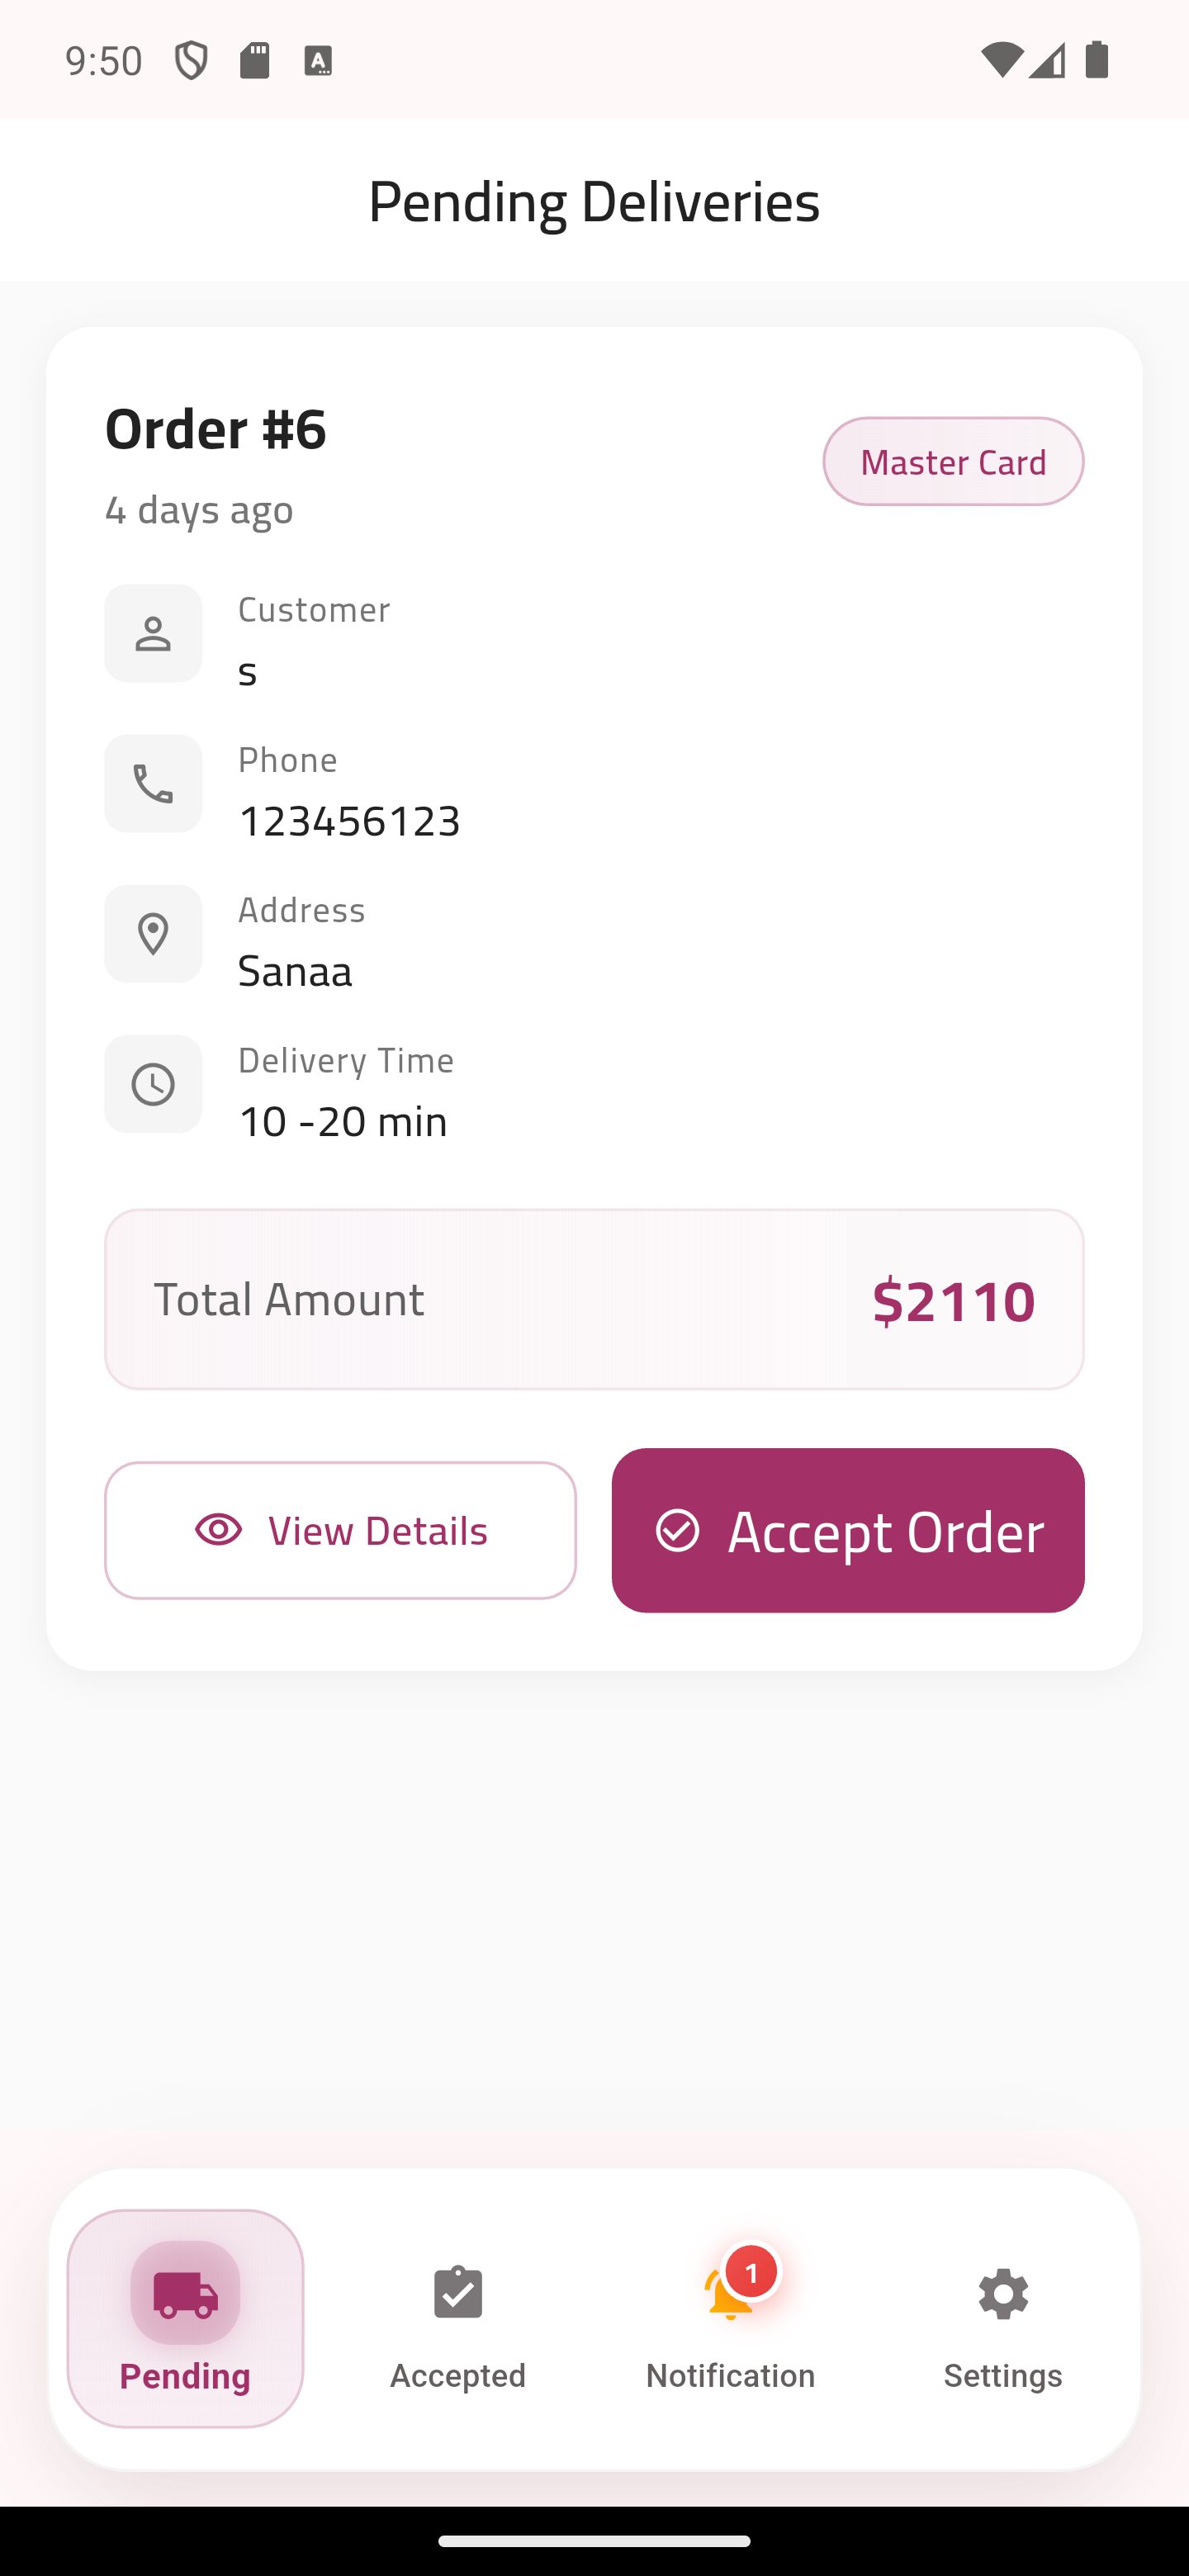 9:50
Pending Deliveries
Order #6
4 days ago
Master Card
Customer
s
Phone
123456123
Address
Sanaa
Delivery Time
10 -20 min
Total Amount
$2110
View Details
Accept Order
1
Pending
Accepted
Notification
Settings